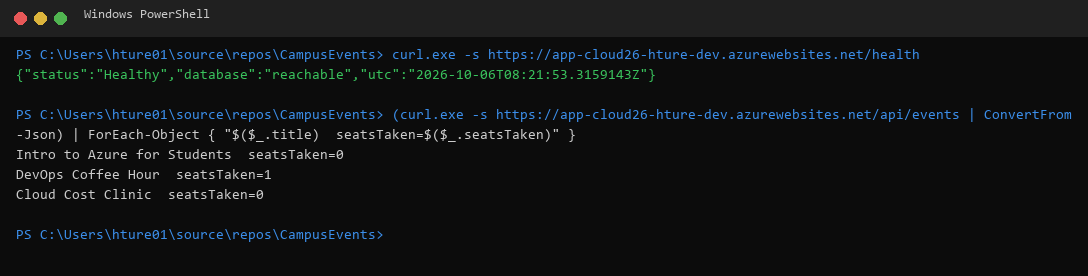 Windows PowerShell
PS C:\Users\hture01\source\repos\CampusEvents> curl.exe -s https://app-cloud26-hture-dev.azurewebsites.net/health
{"status":"Healthy","database":"reachable","utc":"2026-10-06T08:21:53.3159143Z"}
PS C:\Users\hture01\source\repos\CampusEvents> (curl.exe -s https://app-cloud26-hture-dev.azurewebsites.net/api/events | ConvertFrom
-Json) | ForEach-Object { "$($_.title)  seatsTaken=$($_.seatsTaken)" }
Intro to Azure for Students  seatsTaken=0
DevOps Coffee Hour  seatsTaken=1
Cloud Cost Clinic  seatsTaken=0
PS C:\Users\hture01\source\repos\CampusEvents>